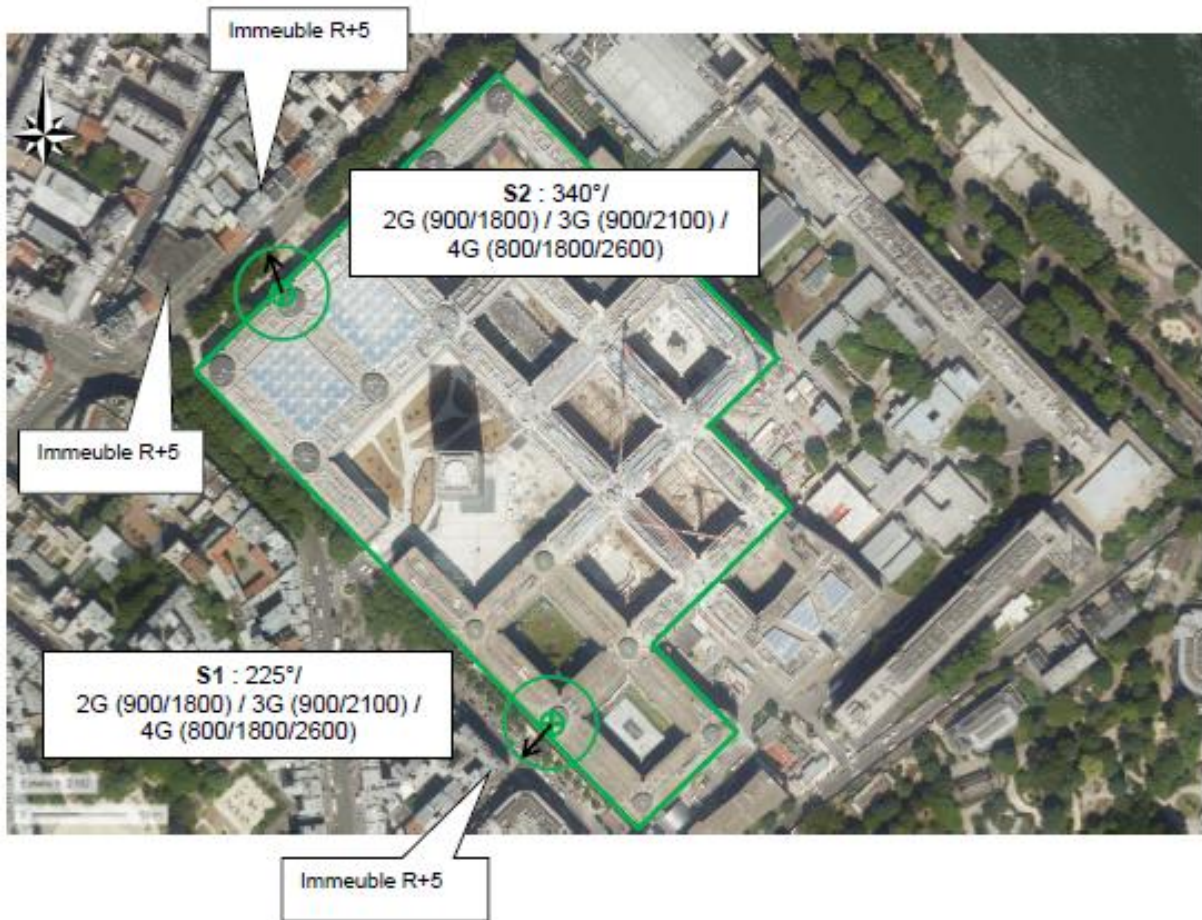 Immeuble R+5
S2 : 340°/
2G (900/1800) / 3G (900/2100) /
4G (800/1800/2600)
Immeuble R+5
S1 : 225°/
2G (900/1800) / 3G (900/2100) /
4G (800/1800/2600)
Immeuble R+5